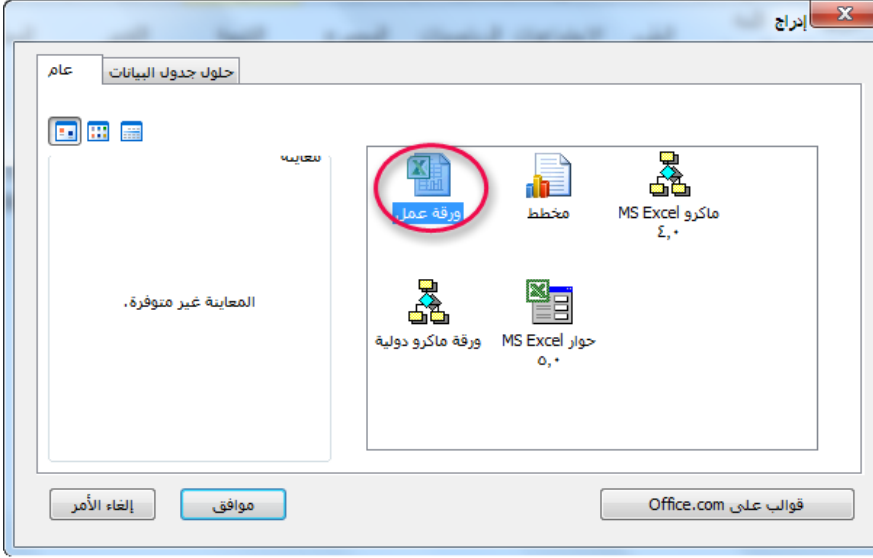 إدراج
عام
حلول جدول البيانات
معاينة
المعاينة غير متوفرة.
ورقة عمل
مخطط
ماكرو MS Excel
٤,٠
ورقة ماكرو دولية
حوار MS Excel
٥,٠
إلغاء الأمر
موافق
قوالب على Office.com